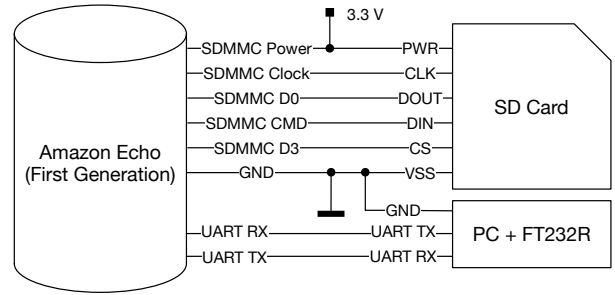 3.3 V
SDMMC Power PWR
SDMMC Clock CLK
SDMMC D0 DOUT
SDMMC CMD DIN
SDMMC D3 CS
GND VSS
Amazon Echo
(First Generation)
SD Card
GND
UART RX UART TX
UART TX UART RX
PC + FT232R